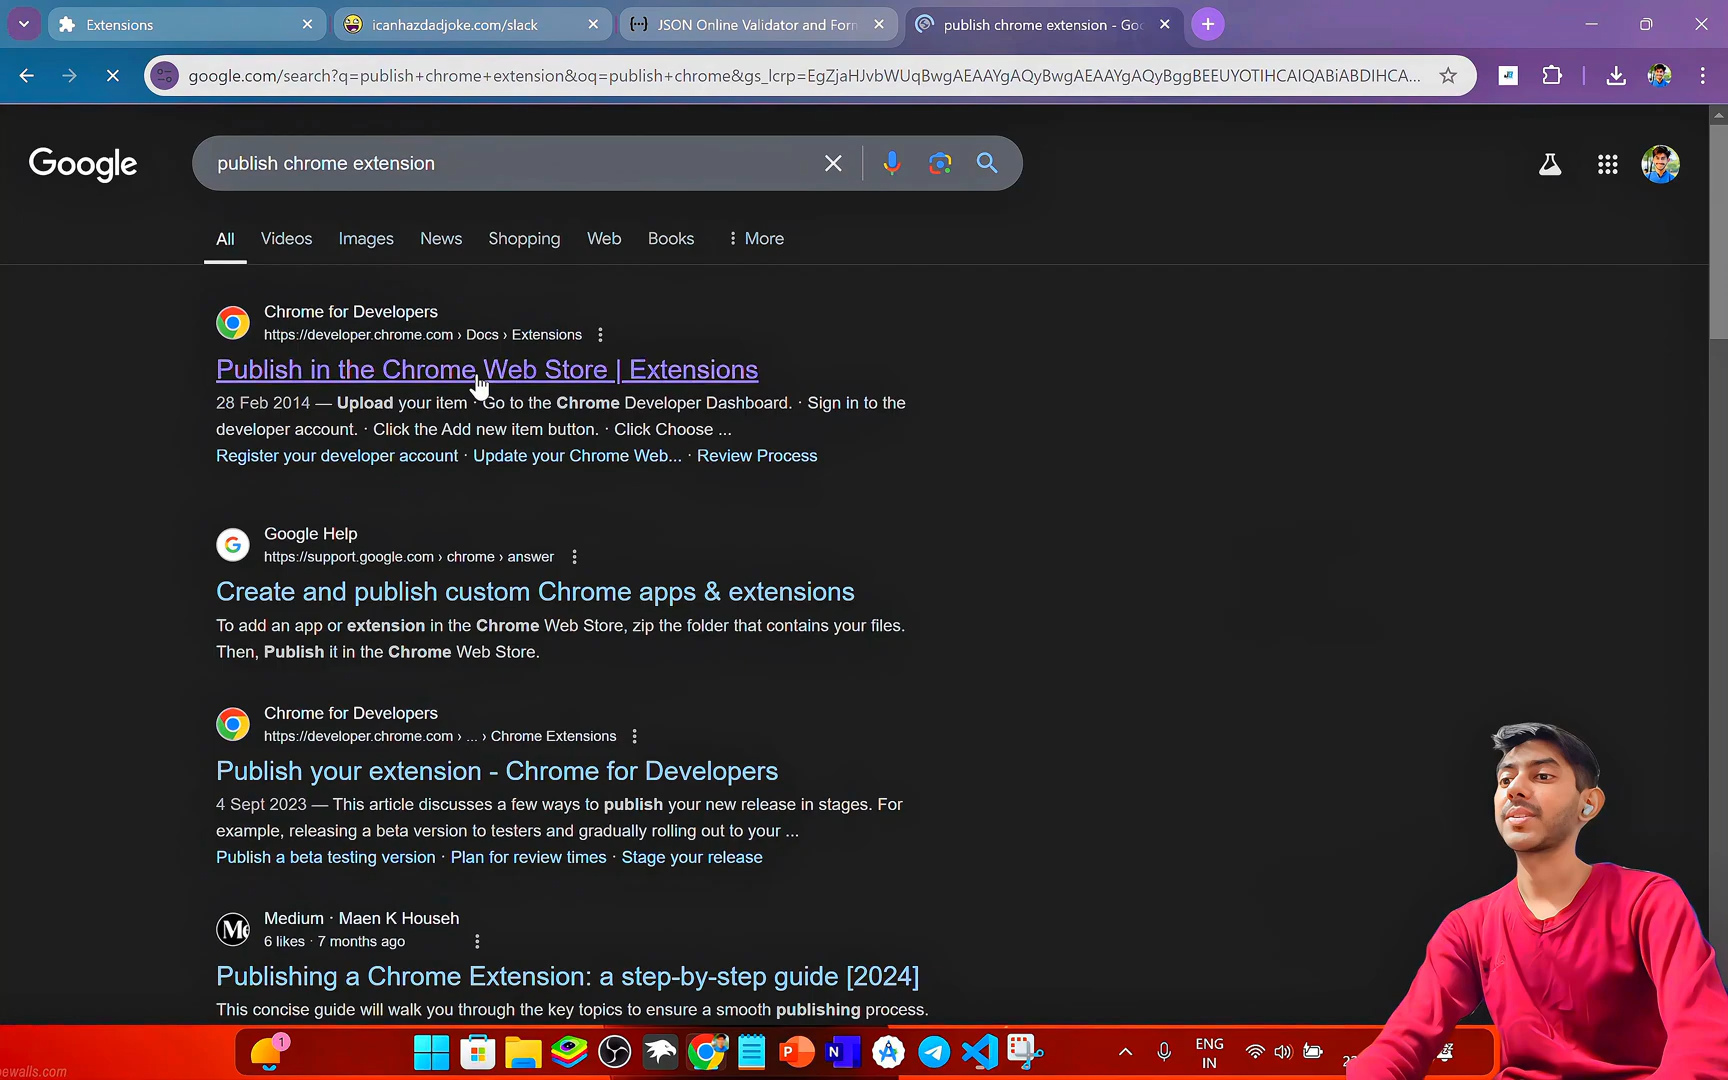 Extensions
icanhazdadjoke.com/slack
JSON Online Validator and Forn
publish chrome extension - Goo
google.com/search?q=publish+chrome+extension&oq=publish+chrome&gs_lcrp=EgZjaHJvbWUqBwgAEAAYgAQyBwgAEAAYgAQyBggBEEUYOTIHCAIQABiABDIHCA...
Google
publish chrome extension
All
Videos
Images
News
Shopping
Web
Books
More
Chrome for Developers
https://developer.chrome.com › Docs › Extensions
Publish in the Chrome Web Store | Extensions
28 Feb 2014 — Upload your item · Go to the Chrome Developer Dashboard. · Sign in to the
developer account. · Click the Add new item button. · Click Choose ...
Register your developer account · Update your Chrome Web... · Review Process
Google Help
https://support.google.com › chrome › answer
Create and publish custom Chrome apps & extensions
To add an app or extension in the Chrome Web Store, zip the folder that contains your files.
Then, Publish it in the Chrome Web Store.
Chrome for Developers
https://developer.chrome.com › ... › Chrome Extensions
Publish your extension - Chrome for Developers
4 Sept 2023 — This article discusses a few ways to publish your new release in stages. For
example, releasing a beta version to testers and gradually rolling out to your ...
Publish a beta testing version · Plan for review times · Stage your release
Medium · Maen K Househ
6 likes · 7 months ago
Publishing a Chrome Extension: a step-by-step guide [2024]
This concise guide will walk you through the key topics to ensure a smooth publishing process.
1
ENG
IN